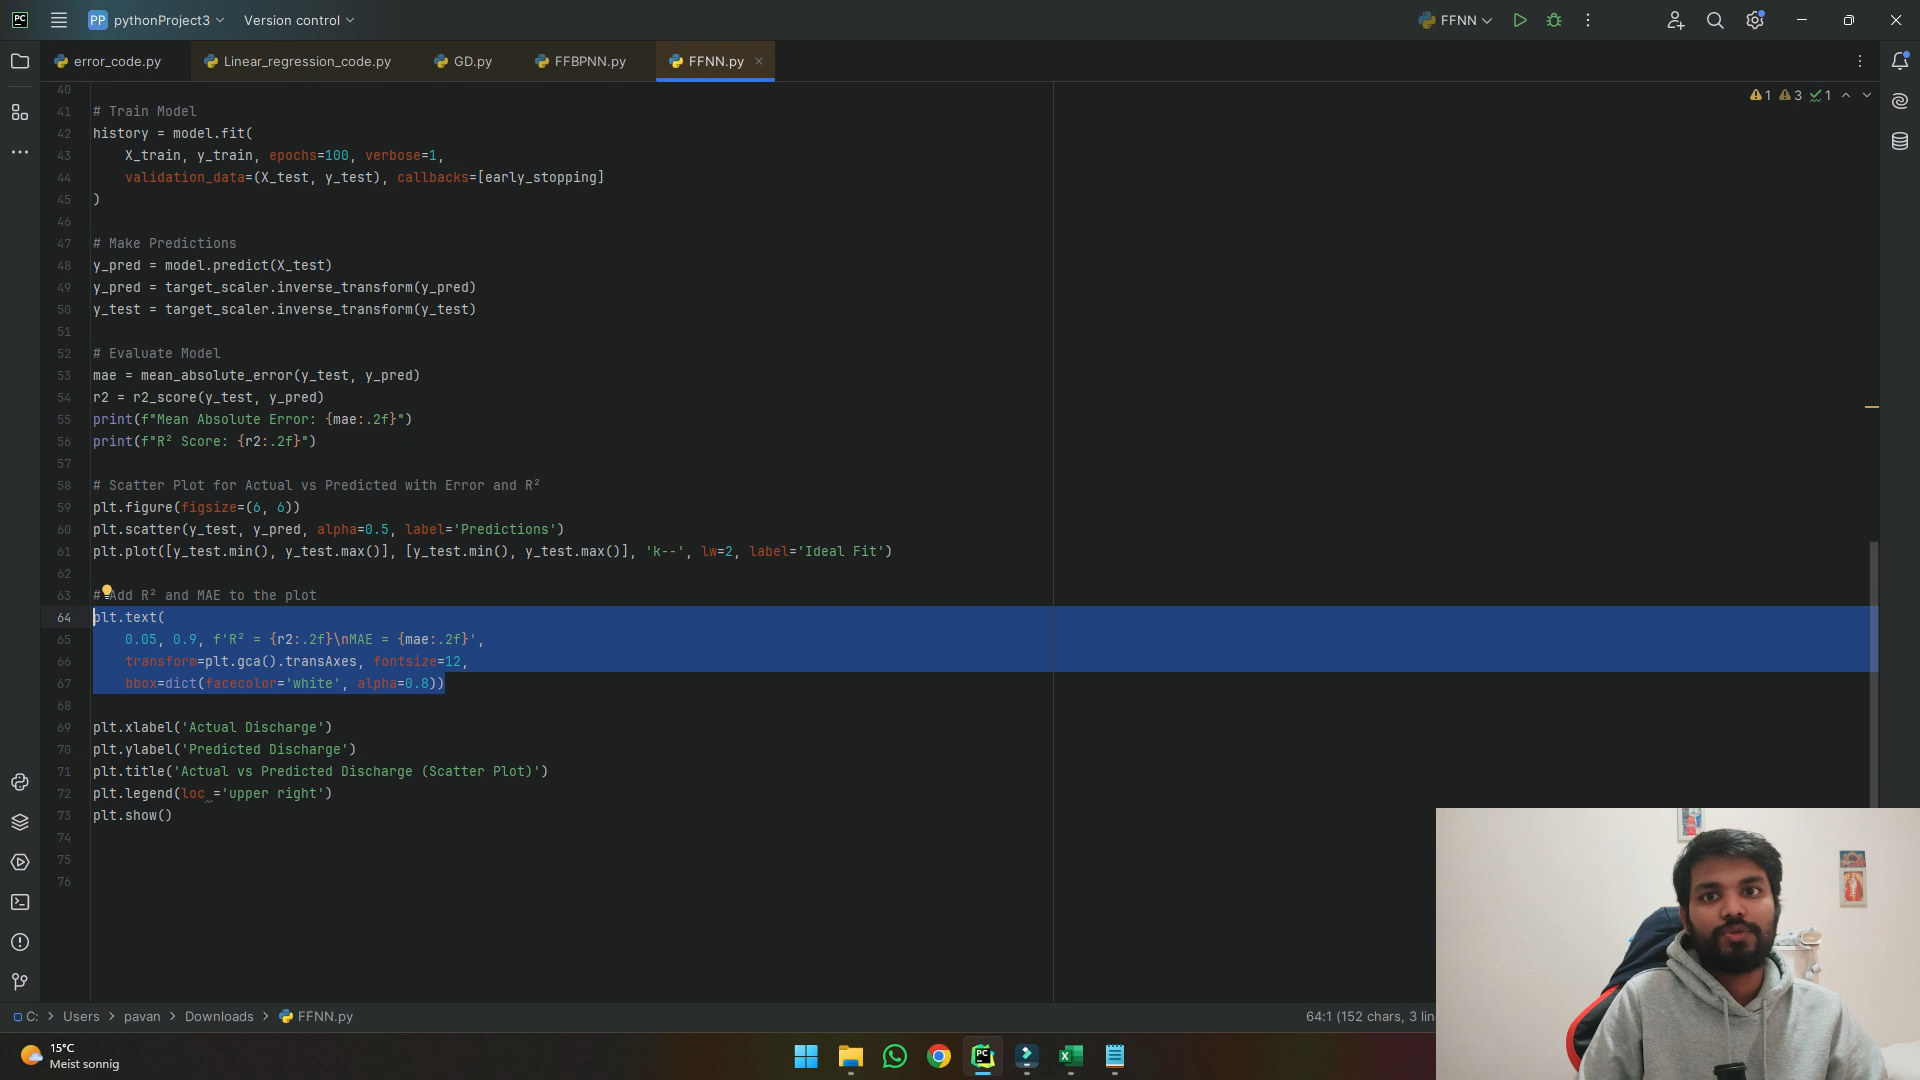 PC
PP pythonProject3 Version control FFNN
error_code.py Linear_regression_code.py GD.py FFBPNN.py FFNN.py
1 3 1
40
41 # Train Model
42 history = model.fit(
43 X_train, y_train, epochs=100, verbose=1,
44 validation_data=(X_test, y_test), callbacks=[early_stopping]
45 )
46
47 # Make Predictions
48 y_pred = model.predict(X_test)
49 y_pred = target_scaler.inverse_transform(y_pred)
50 y_test = target_scaler.inverse_transform(y_test)
51
52 # Evaluate Model
53 mae = mean_absolute_error(y_test, y_pred)
54 r2 = r2_score(y_test, y_pred)
55 print(f"Mean Absolute Error: {mae:.2f}")
56 print(f"R² Score: {r2:.2f}")
57
58 # Scatter Plot for Actual vs Predicted with Error and R²
59 plt.figure(figsize=(6, 6))
60 plt.scatter(y_test, y_pred, alpha=0.5, label='Predictions')
61 plt.plot([y_test.min(), y_test.max()], [y_test.min(), y_test.max()], 'k--', lw=2, label='Ideal Fit')
62
63 # Add R² and MAE to the plot
64 plt.text(
65 0.05, 0.9, f'R² = {r2:.2f}\nMAE = {mae:.2f}',
66 transform=plt.gca().transAxes, fontsize=12,
67 bbox=dict(facecolor='white', alpha=0.8))
68
69 plt.xlabel('Actual Discharge')
70 plt.ylabel('Predicted Discharge')
71 plt.title('Actual vs Predicted Discharge (Scatter Plot)')
72 plt.legend(loc ='upper right')
73 plt.show()
74
75
76
C: > Users > pavan > Downloads > FFNN.py 64:1 (152 chars, 3 lin
15°C
Meist sonnig